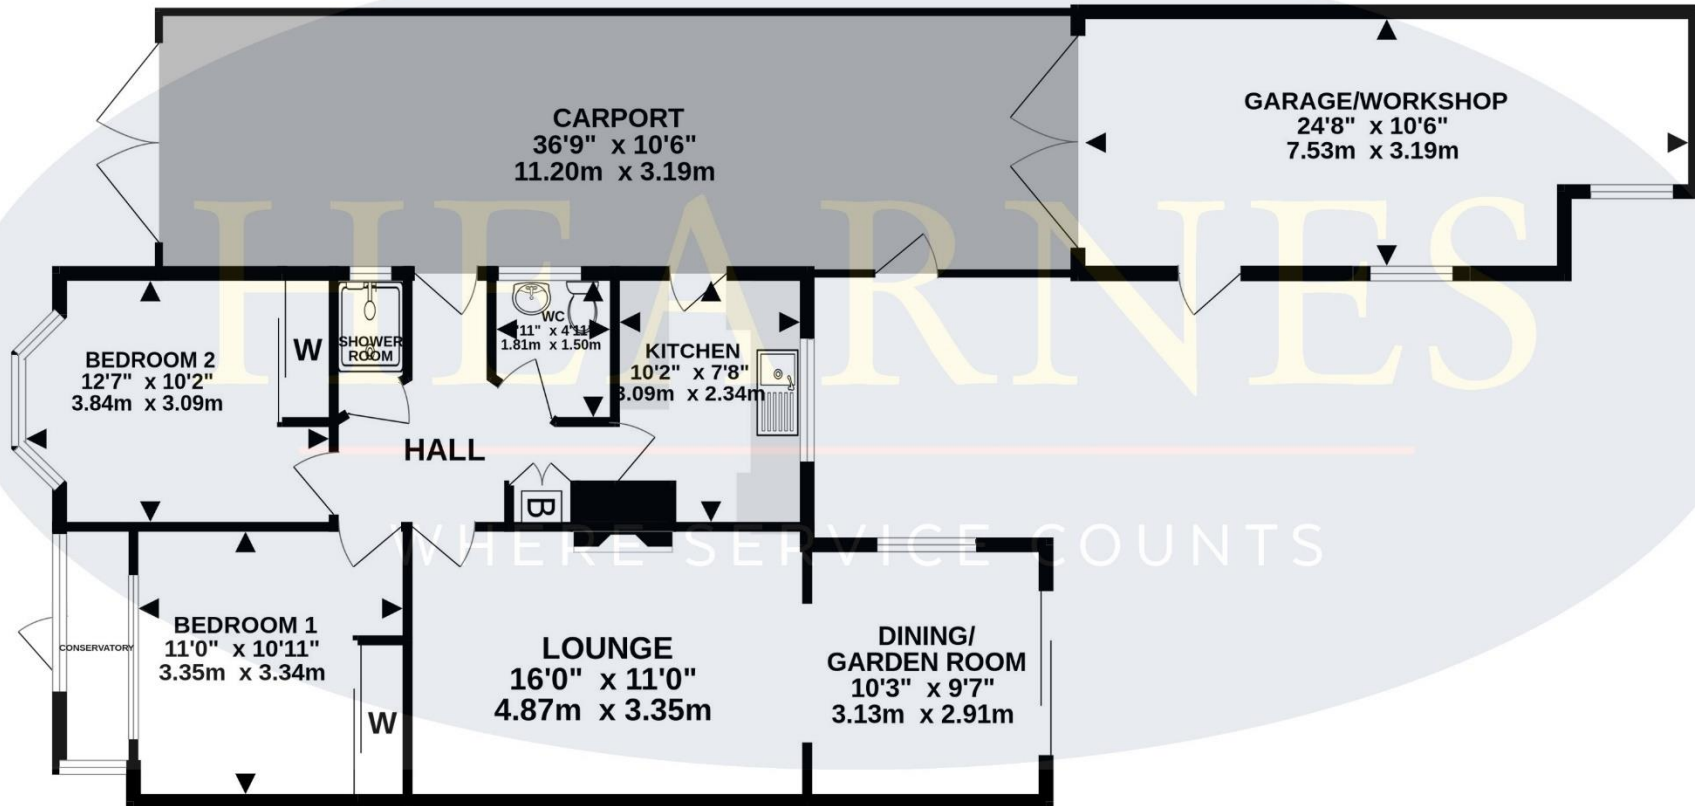 CARPORT
36'9" x 10'6"
11.20m x 3.19m
GARAGE/WORKSHOP
24'8" x 10'6"
7.53m x 3.19m
HEARNES
BEDROOM 2
12'7" x 10'2"
3.84m x 3.09m
W
SHOWER
ROOM
WC
'11" x 4'11"
1.81m x 1.50m
KITCHEN
10'2" x 7'8"
3.09m x 2.34m
HALL
B
WHERE SERVICE COUNTS
CONSERVATORY
BEDROOM 1
11'0" x 10'11"
3.35m x 3.34m
W
LOUNGE
16'0" x 11'0"
4.87m x 3.35m
DINING/
GARDEN ROOM
10'3" x 9'7"
3.13m x 2.91m